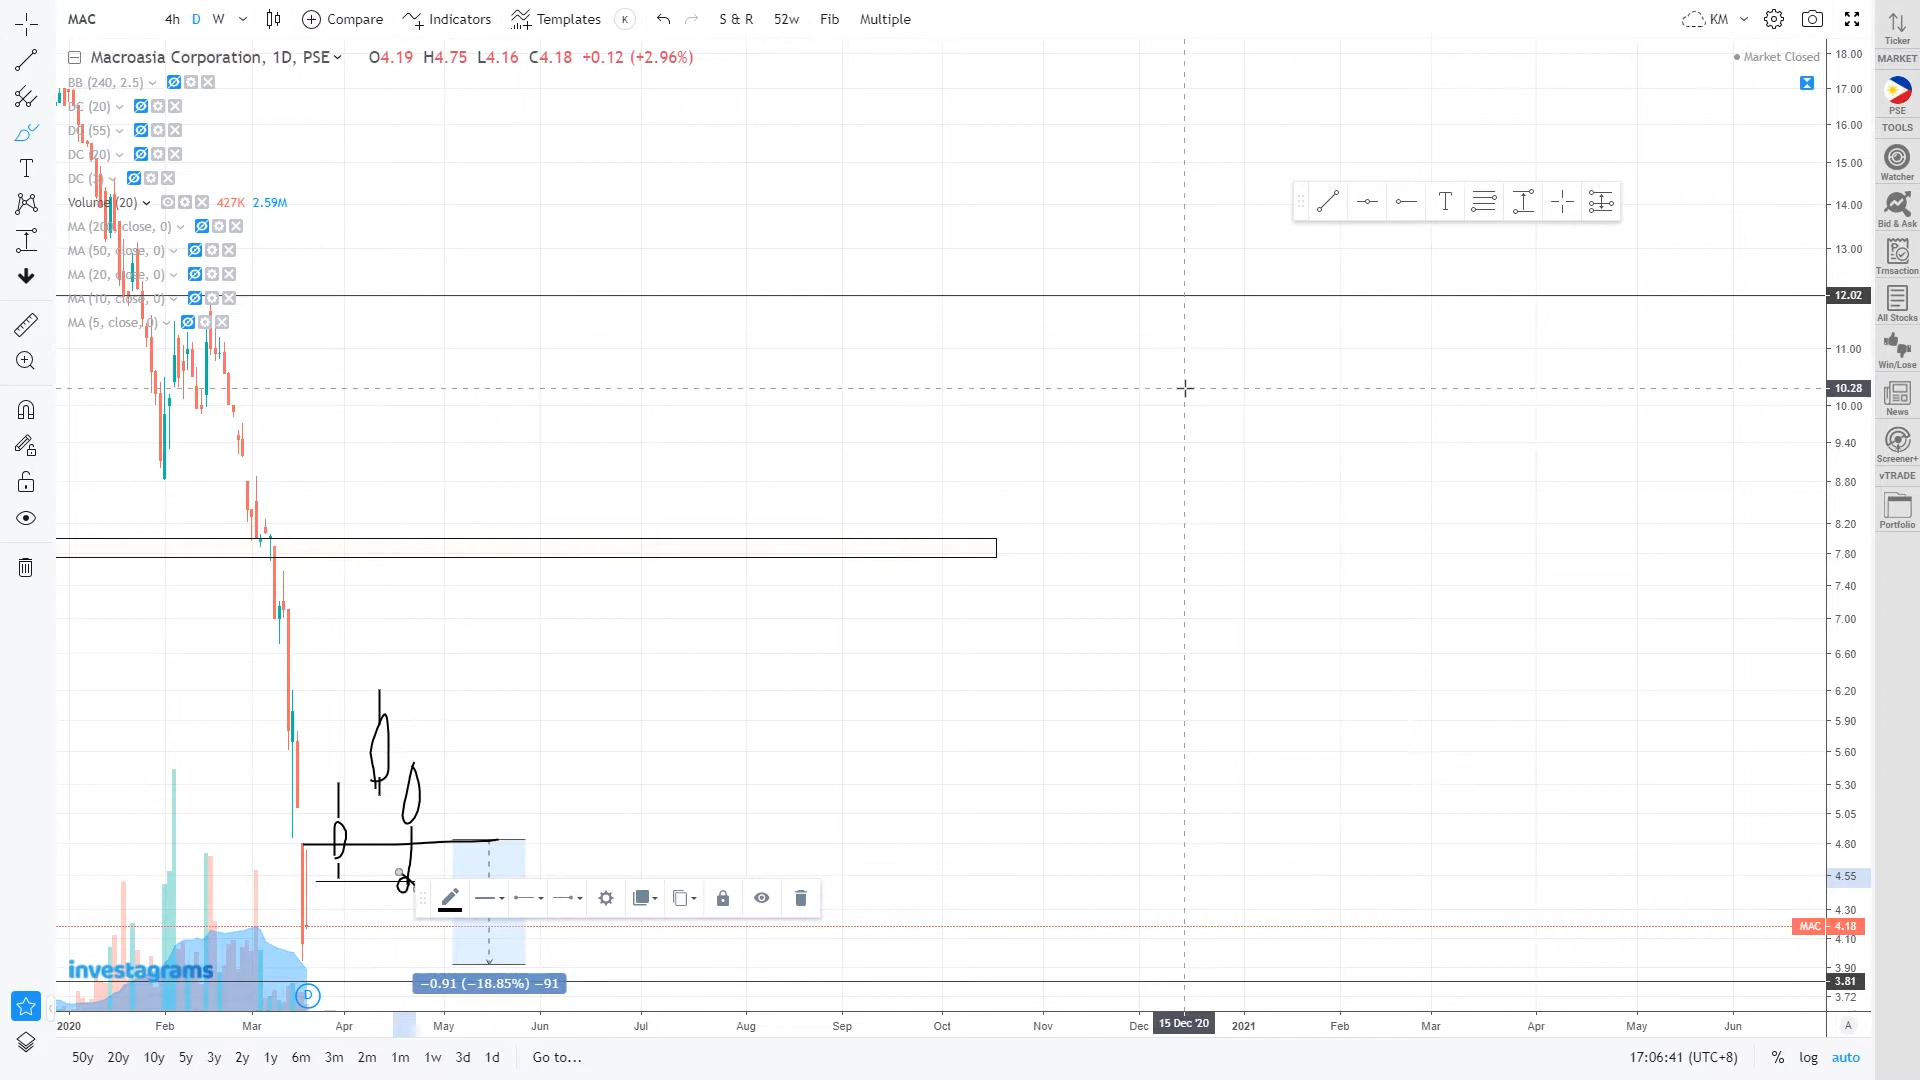 MAC 4h D W Compare Indicators Templates K S & R 52w Fib Multiple KM
Macroasia Corporation, 1D, PSE O4.19 H4.75 L4.16 C4.18 +0.12 (+2.96%)
Market Closed
BB (240, 2.5)
DC (20)
DC (55)
DC (20)
Volume (20) 427K 2.59M
MA (50, close, 0)
MA (20, close, 0)
MA (10, close, 0)
MA (5, close, 0)
18.00
17.00
16.00
15.00
14.00
13.00
12.02
11.00
10.28
10.00
9.40
8.80
8.20
7.80
7.40
7.00
6.60
6.20
5.90
5.60
5.30
5.05
4.80
4.55
4.30
MAC 4.18
4.10
3.90
3.81
3.72
investagrams
D
−0.91 (−18.85%) −91
2020 Feb Mar Apr May Jun Jul Aug Sep Oct Nov Dec 15 Dec '20 2021 Feb Mar Apr May Jun A
50y 20y 10y 5y 3y 2y 1y 6m 3m 2m 1m 1w 3d 1d Go to... 17:06:41 (UTC+8) % log auto
Ticker
MARKET
PSE
TOOLS
Watcher
Bid & Ask
Trnsaction
All Stocks
Win/Lose
News
Screener+
vTRADE
Portfolio